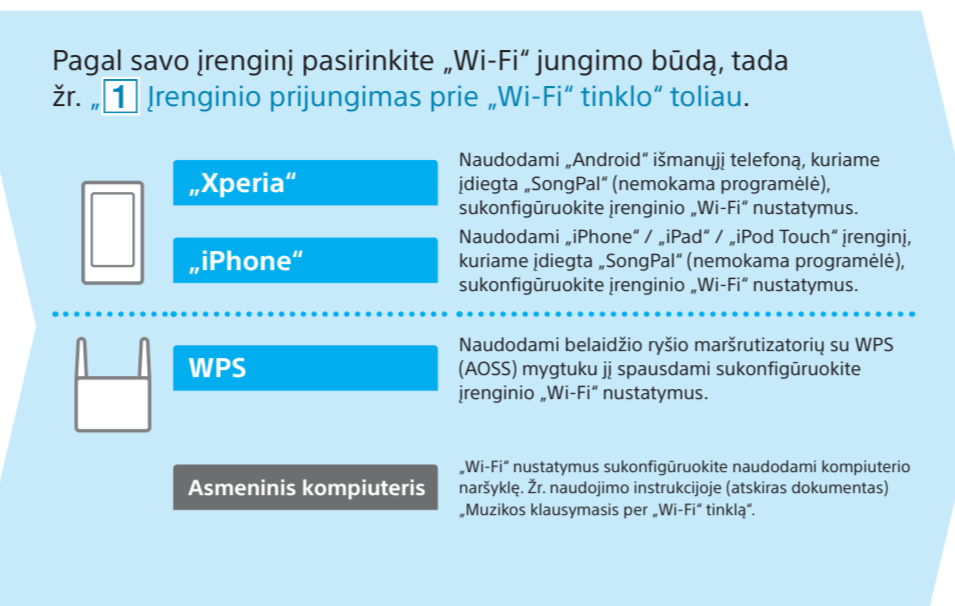 Pagal savo įrenginį pasirinkite „Wi-Fi“ jungimo būdą, tada
žr. „1 Įrenginio prijungimas prie „Wi-Fi“ tinklo“ toliau.
„Xperia“
Naudodami „Android“ išmanųjį telefoną, kuriame
įdiegta „SongPal“ (nemokama programėlė),
sukonfigūruokite įrenginio „Wi-Fi“ nustatymus.
„iPhone“
Naudodami „iPhone“ / „iPad“ / „iPod Touch“ įrenginį,
kuriame įdiegta „SongPal“ (nemokama programėlė),
sukonfigūruokite įrenginio „Wi-Fi“ nustatymus.
WPS
Naudodami belaidžio ryšio maršrutizatorių su WPS
(AOSS) mygtuku jį spausdami sukonfigūruokite
įrenginio „Wi-Fi“ nustatymus.
Asmeninis kompiuteris
„Wi-Fi“ nustatymus sukonfigūruokite naudodami kompiuterio
naršyklę. Žr. naudojimo instrukcijoje (atskiras dokumentas)
„Muzikos klausymasis per „Wi-Fi“ tinklą“.